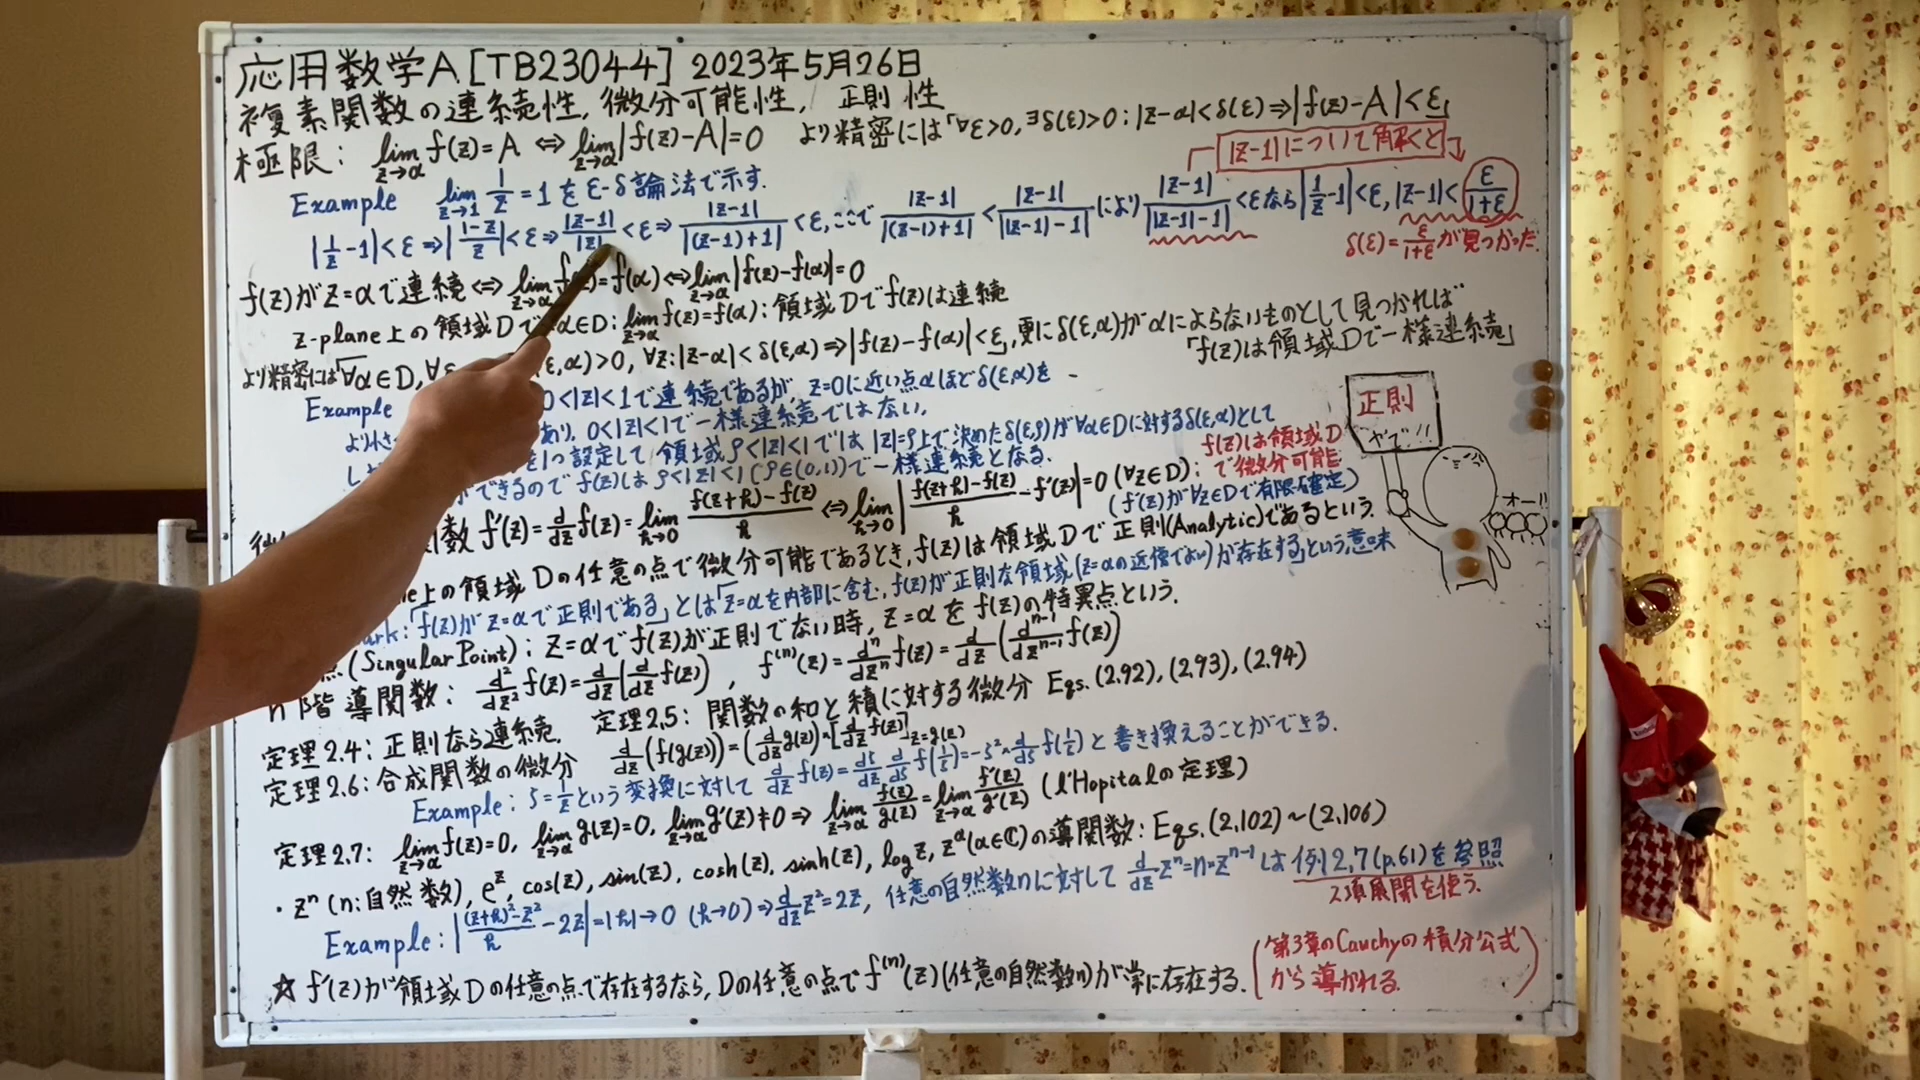 応用数学A [TB23044] 2023年5月26日
複素関数の連続性, 微分可能性, 正則性
極限: lim_{z→α} f(z)=A ⇔ lim_{z→α}|f(z)-A|=0 より精密には「∀ε>0, ∃δ(ε)>0: |z-α|<δ(ε)⇒|f(z)-A|<ε」
|z-1|について解くと
Example lim_{z→1} 1/z=1 を ε-δ論法で示す.
|1/z-1|<ε⇒|(1-z)/z|<ε⇒|z-1|/|z|<ε⇒|z-1|/|(z-1)+1|<ε, ここで |z-1|/|(z-1)+1|<|z-1|/||z-1|-1|により |z-1|/||z-1|-1|<εなら|1/z-1|<ε, |z-1|<ε/(1+ε)
δ(ε)=ε/(1+ε)が見つかった.
f(z)がz=αで連続⇔lim_{z→α} f(z)=f(α)⇔lim_{z→α}|f(z)-f(α)|=0
z-plane上の領域Dで α∈D: lim_{z→α} f(z)=f(α): 領域Dでf(z)は連続
より精密には「∀α∈D, ∀ε ε,α)>0, ∀z:|z-α|<δ(ε,α)⇒|f(z)-f(α)|<ε」, 更にδ(ε,α)がαによらないものとして見つかれば
「f(z)は領域Dで一様連続」
Example 0<|z|<1で連続であるが, z=0に近い点αほどδ(ε,α)を
より小さ あり, 0<|z|<1で一様連続ではない,
し を1つ設定して領域ρ<|z|<1では|z|=ρ上で決めたδ(ε,ρ)が∀α∈Dに対するδ(ε,α)として
ができるのでf(z)はρ<|z|<1(ρ∈(0,1))で一様連続となる.
微 関数 f'(z)=d/dz f(z)=lim_{h→0} (f(z+h)-f(z))/h ⇔ lim_{h→0}|(f(z+h)-f(z))/h - f'(z)|=0 (∀z∈D):
f(z)は領域D
で微分可能
(f'(z)が∀z∈Dで有限確定)
e上の領域Dの任意の点で微分可能であるとき, f(z)は領域Dで正則(Analytic)であるという.
ark:「f(z)がz=αで正則である」とは「z=αを内部に含む, f(z)が正則な領域(z=αの近傍でよい)が存在する」という意味
点(Singular Point): z=αでf(z)が正則でない時, z=αをf(z)の特異点という.
n階導関数: d²/dz² f(z)=d/dz(d/dz f(z)), f^(n)(z)=d^n/dz^n f(z)=d/dz(d^{n-1}/dz^{n-1} f(z))
定理2.4: 正則なら連続. 定理2.5: 関数の和と積に対する微分 Eqs.(2.92),(2.93),(2.94)
定理2.6: 合成関数の微分 d/dz(f(g(z)))=(d/dz g(z))×[d/dz f(z)]_{z=g(z)}
Example: ζ=1/zという変換に対して d/dz f(z)=dζ/dz d/dζ f(1/ζ)=-ζ²×d/dζ f(1/ζ)と書き換えることができる.
定理2.7: lim_{z→α} f(z)=0, lim_{z→α} g(z)=0, lim_{z→α} g'(z)≠0⇒lim_{z→α} f(z)/g(z)=lim_{z→α} f'(z)/g'(z) (l'Hopitalの定理)
・z^n(n:自然数), e^z, cos(z), sin(z), cosh(z), sinh(z), log z, z^α(α∈ℂ)の導関数: Eqs.(2.102)～(2.106)
Example: |((z+h)²-z²)/h-2z|=|h|→0 (h→0)⇒d/dz z²=2z, 任意の自然数nに対して d/dz z^n=n×z^{n-1}は例2.7(p.61)を参照
2項展開を使う.
☆ f'(z)が領域Dの任意の点で存在するなら, Dの任意の点でf^(n)(z)(任意の自然数n)が常に存在する.
(第3章のCauchyの積分公式
から導かれる)
正則
やで!!
オー!!